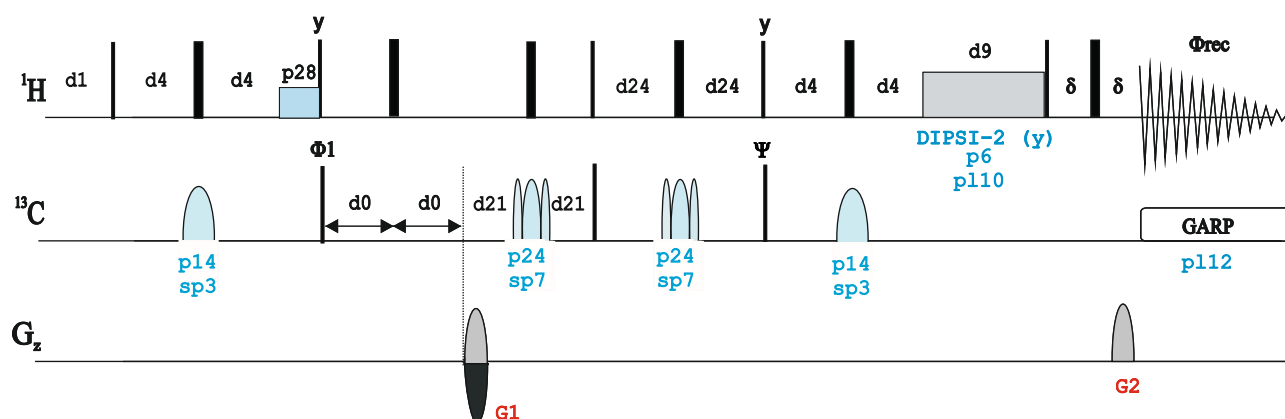 y y d9 Φrec
¹H d1 d4 d4 p28 d24 d24 d4 d4 δ δ
DIPSI-2 (y)
p6
pl10
Φ1 Ψ
¹³C d0 d0 d21 d21 GARP
p14 p24 p24 p14 pl12
sp3 sp7 sp7 sp3
Gz
G1 G2